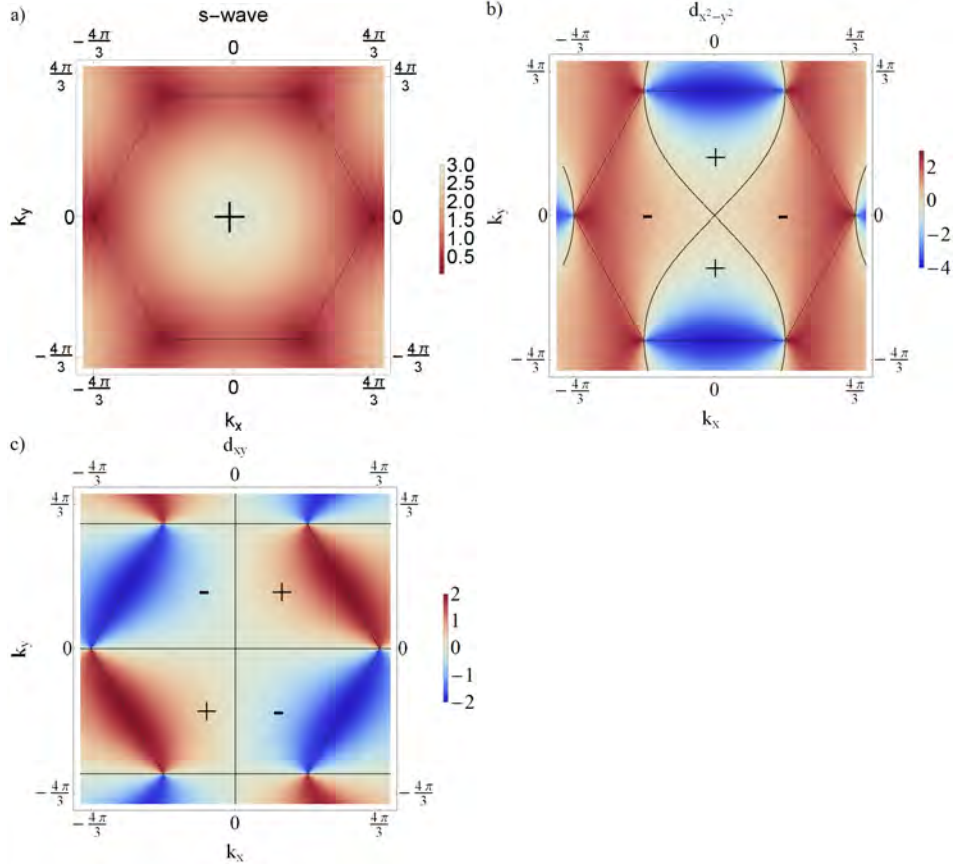 a)
s-wave
-4π/3 0 4π/3
4π/3 4π/3
k_y 0 + 0
-4π/3 -4π/3
-4π/3 0 4π/3
k_x
3.0
2.5
2.0
1.5
1.0
0.5
b)
d_{x²-y²}
-4π/3 0 4π/3
4π/3 4π/3
+
k_y 0 - - 0
+
-4π/3 -4π/3
-4π/3 0 4π/3
k_x
2
0
-2
-4
c)
d_{xy}
-4π/3 0 4π/3
4π/3 4π/3
- +
k_y 0 0
+ -
-4π/3 -4π/3
-4π/3 0 4π/3
k_x
2
1
0
-1
-2